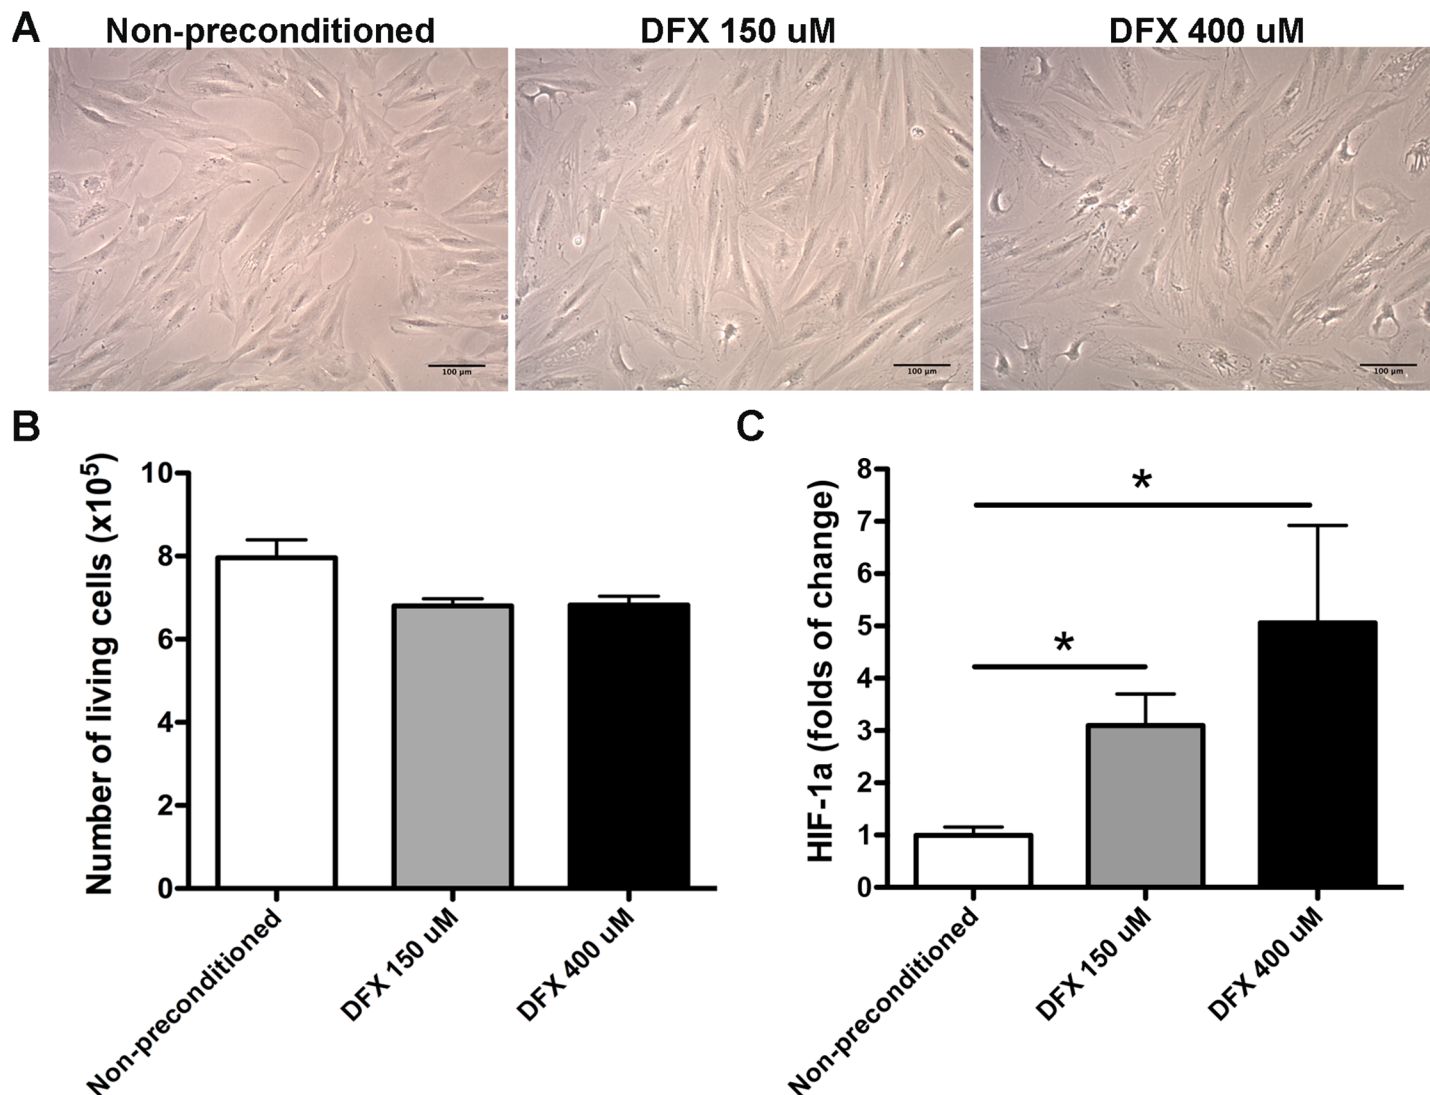 A
Non-preconditioned
DFX 150 uM
DFX 400 uM
100 µm
100 µm
100 µm
B
Number of living cells (x10⁵)
10
8
6
4
2
0
Non-preconditioned
DFX 150 uM
DFX 400 uM
C
HIF-1a (folds of change)
8
7
6
5
4
3
2
1
0
*
*
Non-preconditioned
DFX 150 uM
DFX 400 uM